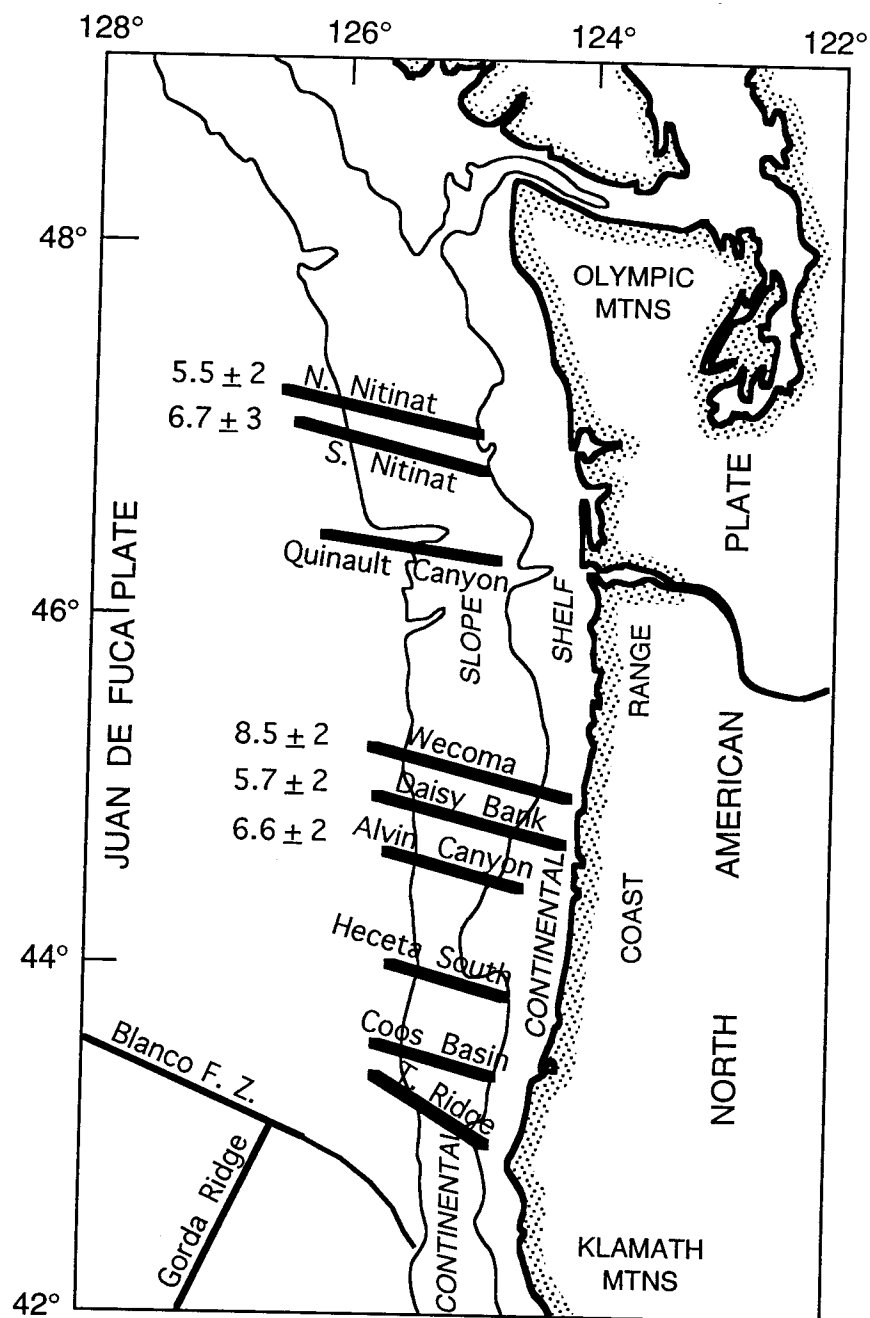 128° 126° 124° 122°
48°
OLYMPIC
MTNS
5.5 ± 2 N. Nitinat
6.7 ± 3
S. Nitinat
PLATE
Quinault Canyon
46°
SLOPE
SHELF
RANGE
JUAN DE FUCA PLATE
8.5 ± 2 Wecoma
5.7 ± 2 Daisy Bank
6.6 ± 2 Alvin Canyon
AMERICAN
COAST
CONTINENTAL
Heceta South
44°
Coos Basin
Blanco F. Z.
T. Ridge
NORTH
Gorda Ridge
CONTINENTAL
KLAMATH
MTNS
42°